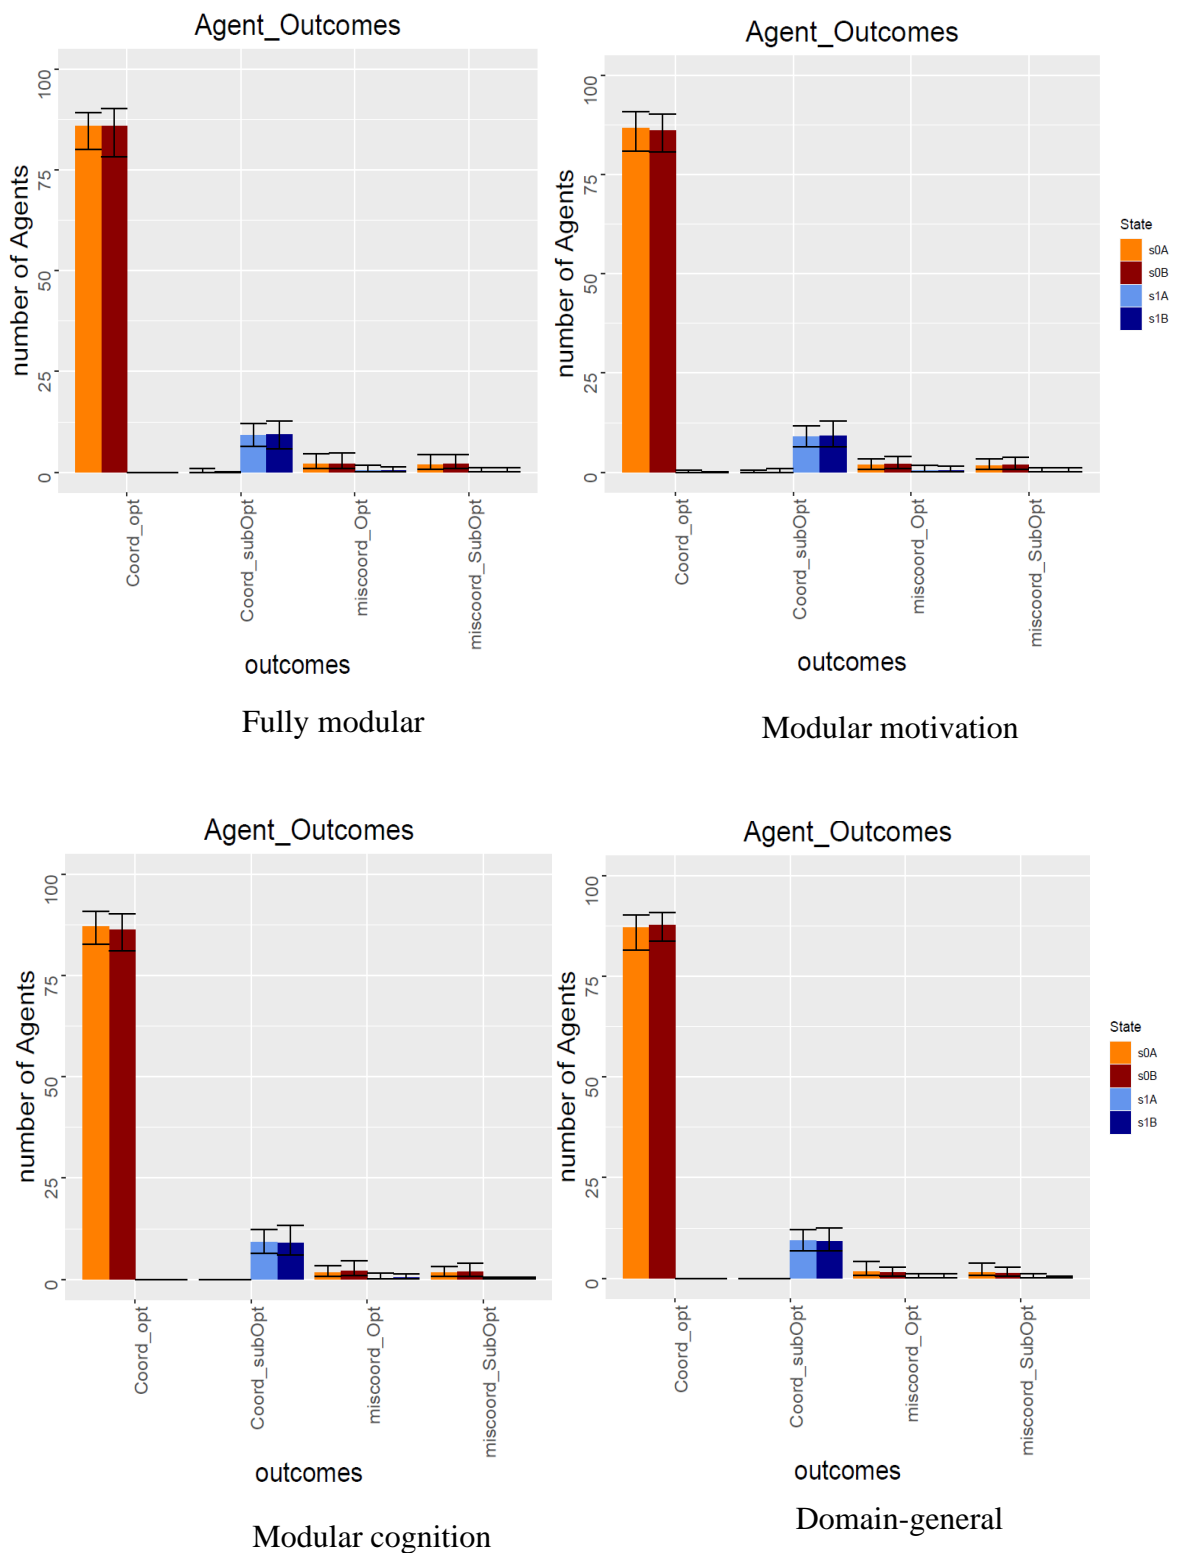 Agent_Outcomes
100
75
50
25
0
number of Agents
Coord_opt
Coord_subOpt
miscoord_Opt
miscoord_SubOpt
outcomes
Fully modular
Agent_Outcomes
100
75
50
25
0
number of Agents
Coord_opt
Coord_subOpt
miscoord_Opt
miscoord_SubOpt
outcomes
State
s0A
s0B
s1A
s1B
Modular motivation
Agent_Outcomes
100
75
50
25
0
number of Agents
Coord_opt
Coord_subOpt
miscoord_Opt
miscoord_SubOpt
outcomes
Modular cognition
Agent_Outcomes
100
75
50
25
0
number of Agents
Coord_opt
Coord_subOpt
miscoord_Opt
miscoord_SubOpt
outcomes
State
s0A
s0B
s1A
s1B
Domain-general